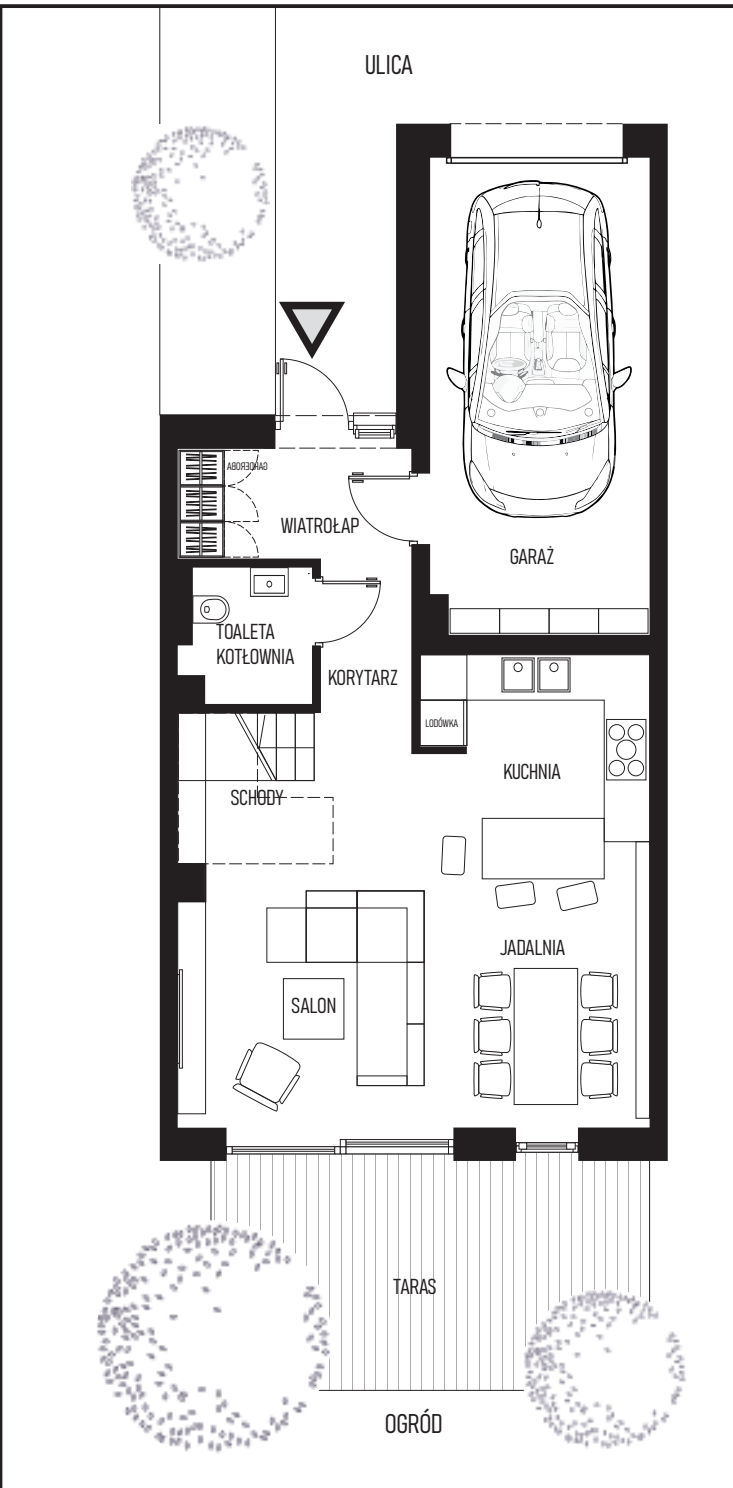 ULICA
GARDEROBA
WIATROŁAP
GARAŻ
TOALETA
KOTŁOWNIA
KORYTARZ
LODÓWKA
KUCHNIA
SCHODY
JADALNIA
SALON
TARAS
OGRÓD